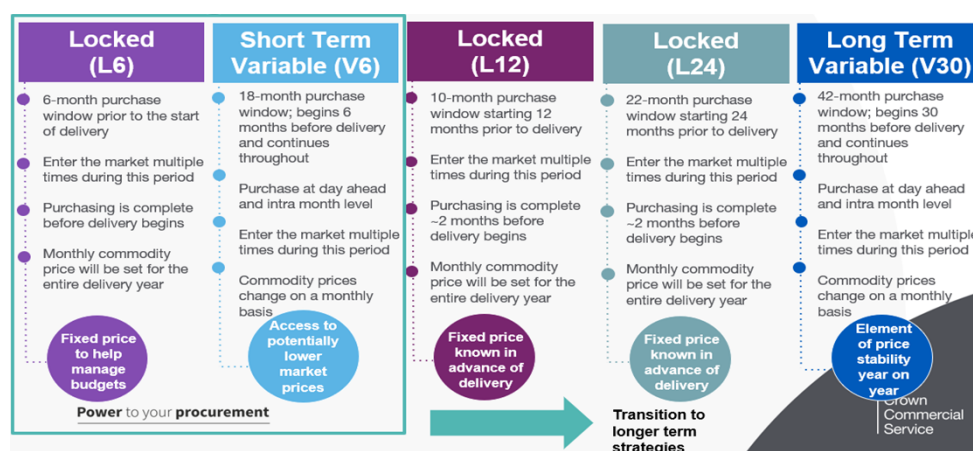 Locked
(L6)
6-month purchase
window prior to the start
of delivery
Enter the market multiple
times during this period
Purchasing is complete
before delivery begins
Monthly commodity
price will be set for the
entire delivery year
Fixed price
to help
manage
budgets
Short Term
Variable (V6)
18-month purchase
window; begins 6
months before delivery
and continues
throughout
Purchase at day ahead
and intra month level
Enter the market multiple
times during this period
Commodity prices
change on a monthly
basis
Access to
potentially
lower
market
prices
Locked
(L12)
10-month purchase
window starting 12
months prior to delivery
Enter the market multiple
times during this period
Purchasing is complete
~2 months before
delivery begins
Monthly commodity
price will be set for the
entire delivery year
Fixed price
known in
advance of
delivery
Locked
(L24)
22-month purchase
window starting 24
months prior to delivery
Enter the market multiple
times during this period
Purchasing is complete
~2 months before
delivery begins
Monthly commodity
price will be set for the
entire delivery year
Fixed price
known in
advance of
delivery
Long Term
Variable (V30)
42-month purchase
window; begins 30
months before delivery
and continues
throughout
Purchase at day ahead
and intra month level
Enter the market multiple
times during this period
Commodity prices
change on a monthly
basis
Element
of price
stability
year on
year
Power to your procurement
Transition to
longer term
strategies
Crown
Commercial
Service